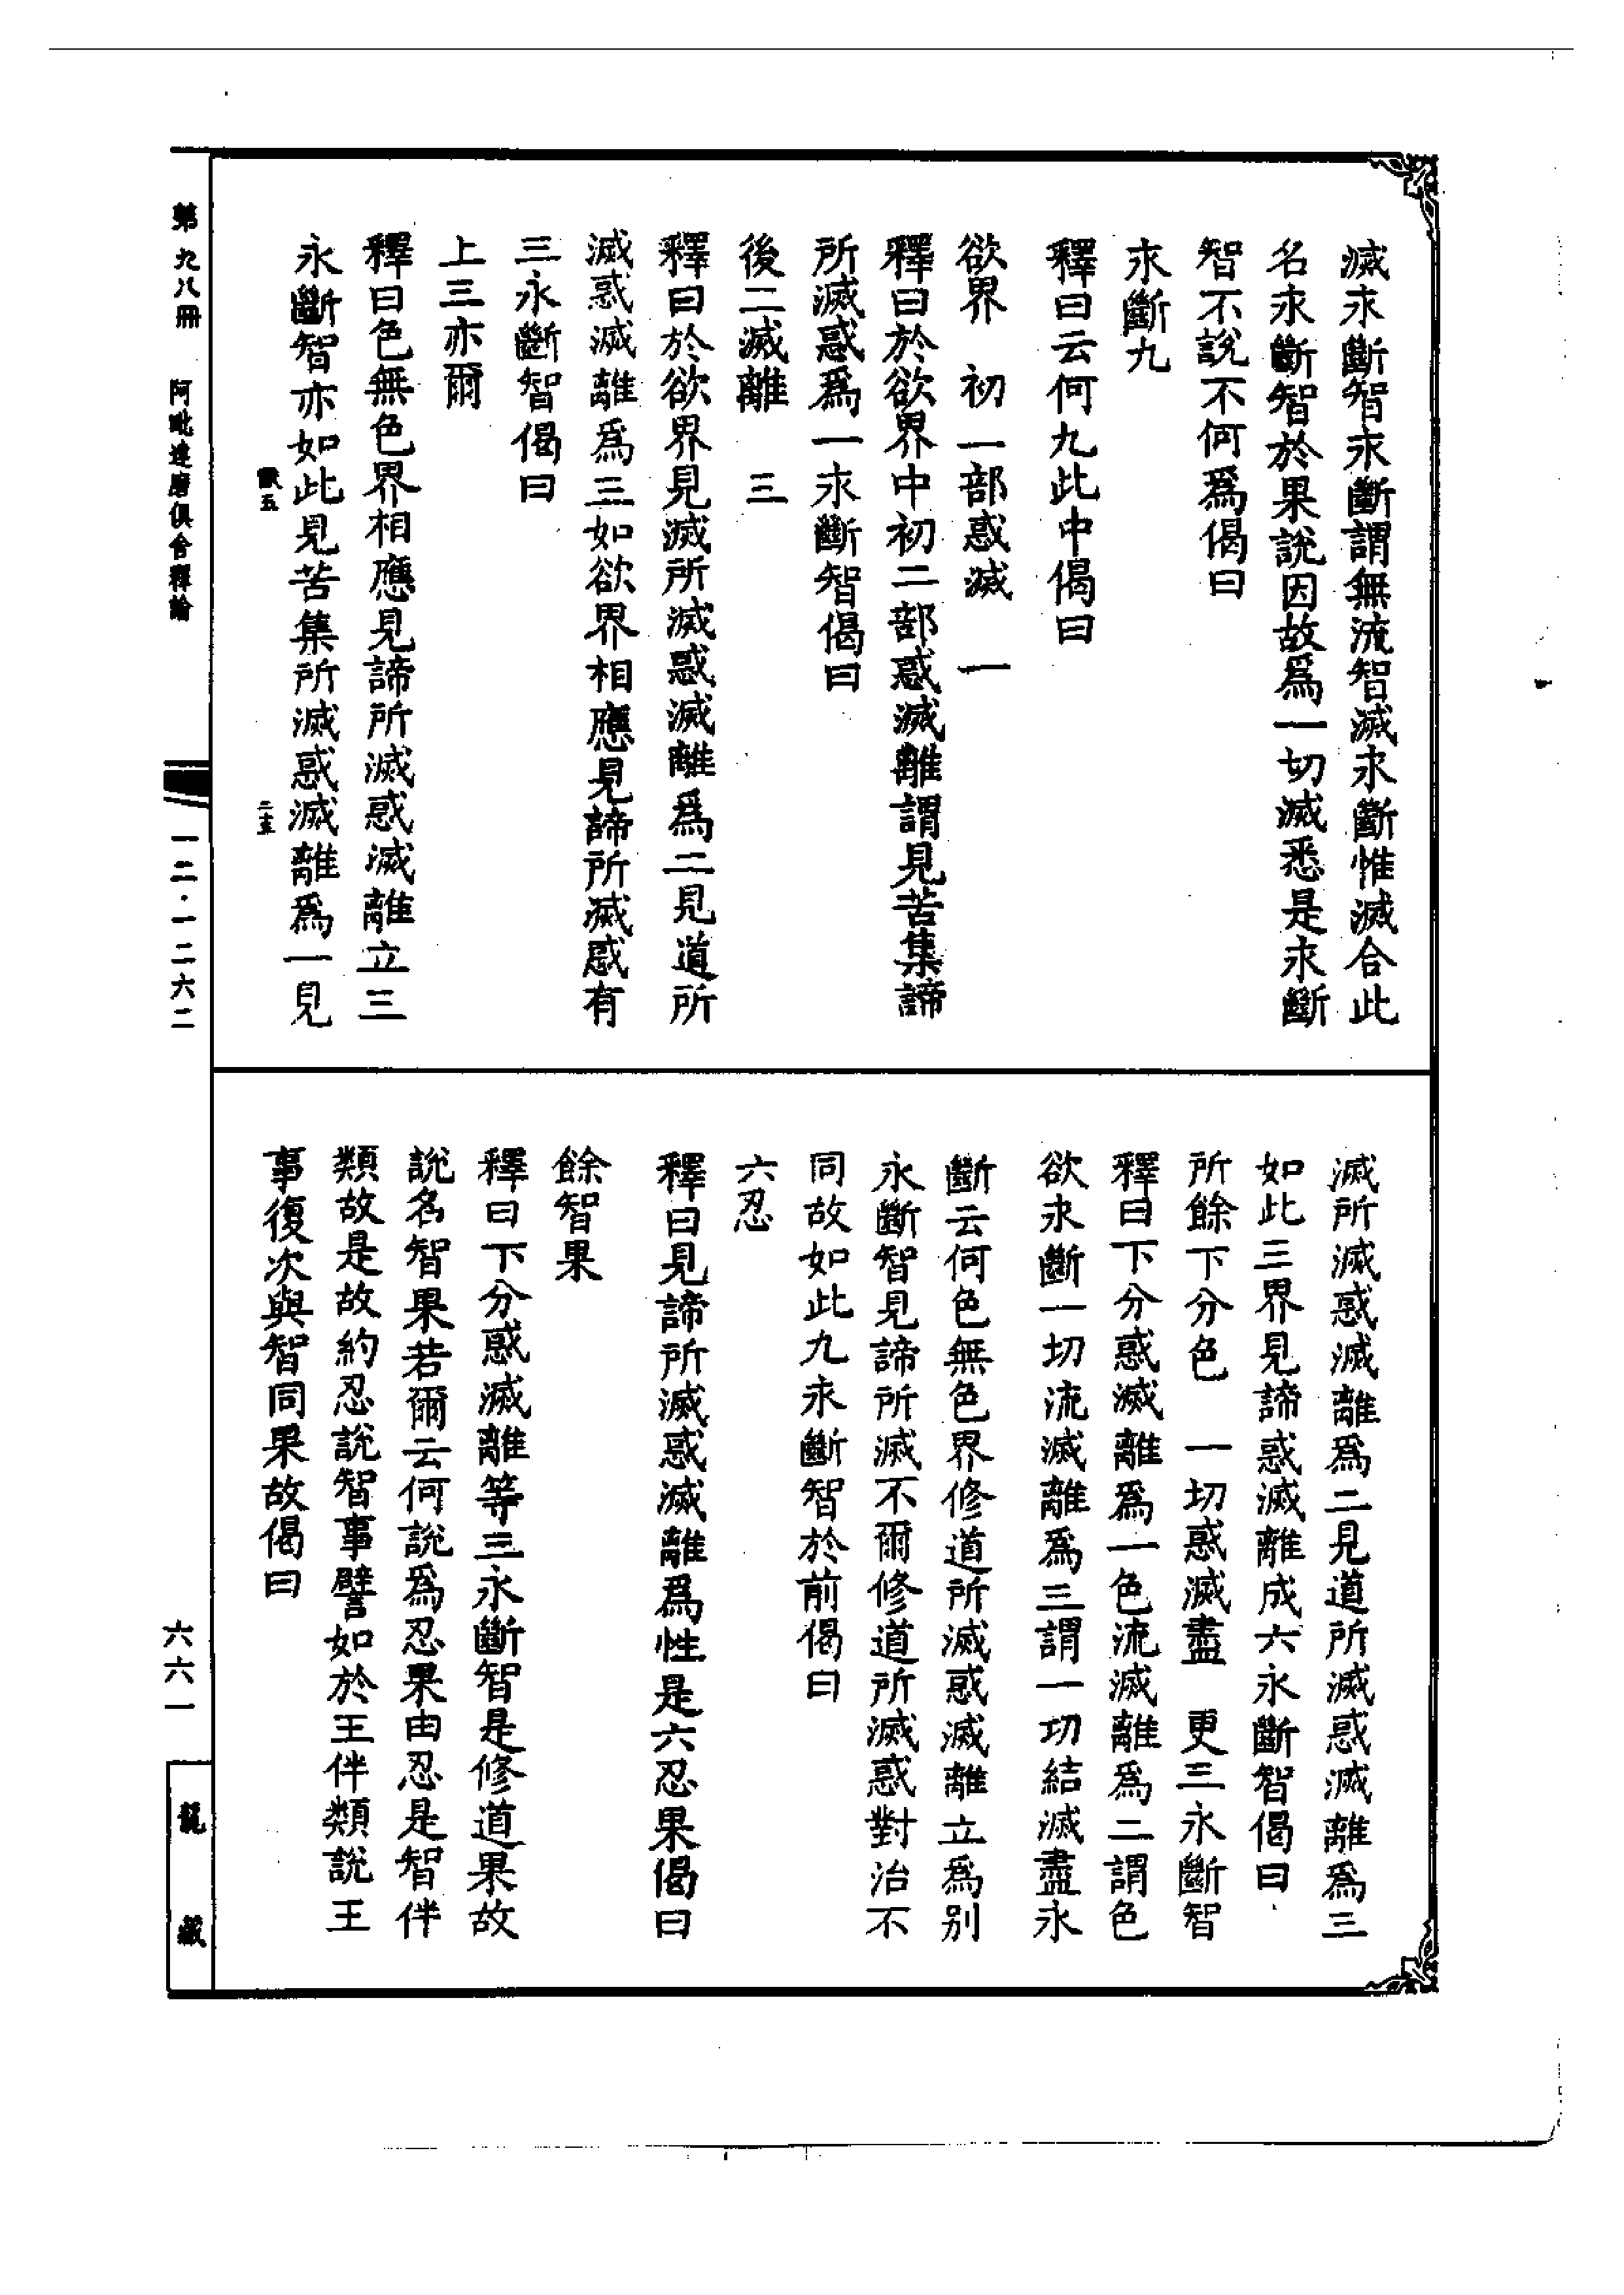 滅永斷智永斷謂無流智滅永斷惟滅合此
名永斷智於果說因故爲一切滅悉是永斷
智不說不何爲偈曰
永斷九
釋曰云何九此中偈曰
欲界　初一部惑滅　一
釋曰於欲界中初二部惑滅離謂見苦集諦
所滅惑爲一永斷智偈曰
後二滅離　三
釋曰於欲界見滅所滅惑滅離爲二見道所
滅惑滅離爲三如欲界相應見諦所滅惑有
三永斷智偈曰
上三亦爾
釋曰色無色界相應見諦所滅惑滅離立三
永斷智亦如此見苦集所滅惑滅離爲一見
滅所滅惑滅離爲二見道所滅惑滅離爲三
如此三界見諦惑滅離成六永斷智偈曰
所餘下分色　一切惑滅盡　更三永斷智
釋曰下分惑滅離爲一色流滅離爲二謂色
欲永斷一切流滅離爲三謂一切結滅盡永
斷云何色無色界修道所滅惑滅離立爲別
永斷智見諦所滅不爾修道所滅惑對治不
同故如此九永斷智於前偈曰
六忍
釋曰見諦所滅惑滅離爲性是六忍果偈曰
餘智果
釋曰下分惑滅離等三永斷智是修道果故
說名智果若爾云何說爲忍果由忍是智伴
類故是故約忍說智事譬如於王伴類說王
事復次與智同果故偈曰
第九八冊　阿毗達磨俱舍釋論　一二·一二六二　六六一　龍藏